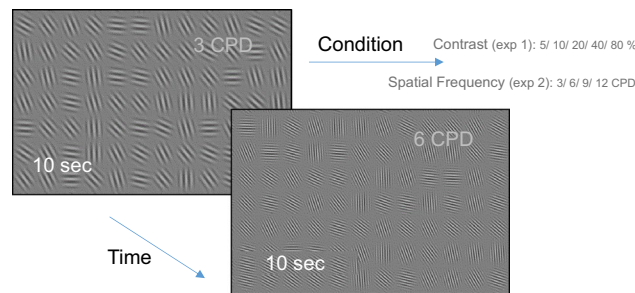 3 CPD
Condition
Contrast (exp 1): 5/ 10/ 20/ 40/ 80 %
Spatial Frequency (exp 2): 3/ 6/ 9/ 12 CPD
6 CPD
10 sec
Time
10 sec